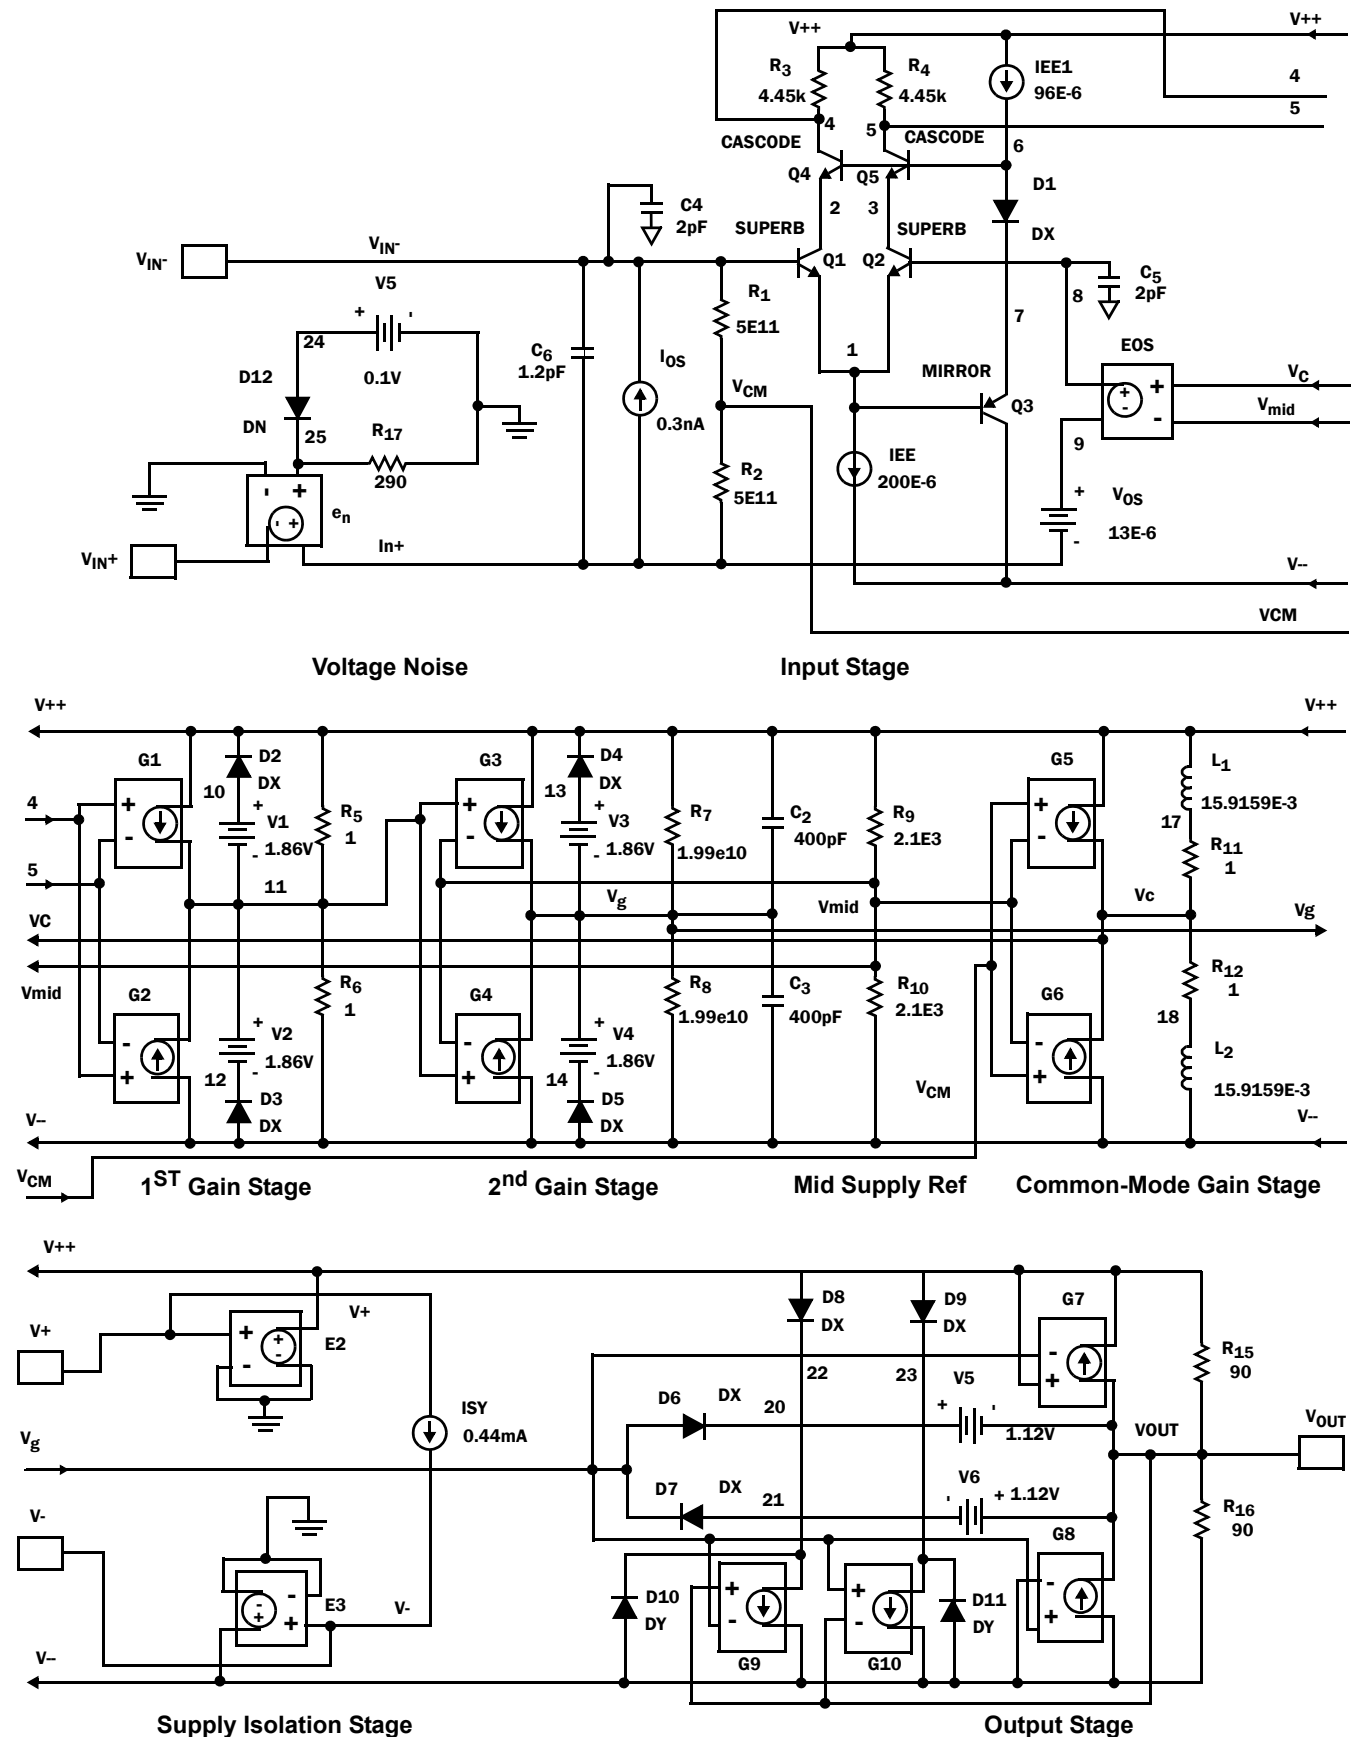 V++
V++
R3
4.45k
R4
4.45k
IEE1
96E-6
4
5
4
5
6
CASCODE
CASCODE
Q4
Q5
D1
DX
2
3
C4
2pF
SUPERB
SUPERB
VIN-
VIN-
Q1
Q2
V5
+
-
R1
5E11
8
C5
2pF
7
24
0.1V
C6
1.2pF
IOS
0.3nA
1
EOS
D12
DN
25
R17
290
VCM
MIRROR
Q3
+
-
+
-
VC
Vmid
9
R2
5E11
IEE
200E-6
-
+
-
+
en
+
VOS
13E-6
-
VIN+
In+
V--
VCM
Voltage Noise
Input Stage
V++
V++
G1
D2
DX
10
G3
D4
DX
13
G5
L1
15.9159E-3
4
+
-
+
V1
- 1.86V
R5
1
+
-
+
V3
- 1.86V
R7
1.99e10
C2
400pF
R9
2.1E3
+
-
17
R11
1
5
11
Vg
Vmid
Vc
Vg
VC
Vmid
G2
R6
1
G4
R8
1.99e10
C3
400pF
R10
2.1E3
G6
R12
1
18
-
+
+
V2
- 1.86V
12
-
+
+
V4
- 1.86V
14
-
+
L2
15.9159E-3
D3
DX
D5
DX
VCM
V--
V--
VCM
1ST Gain Stage
2nd Gain Stage
Mid Supply Ref
Common-Mode Gain Stage
V++
V+
V+
+
-
+
-
E2
D8
DX
D9
DX
G7
-
+
R15
90
22
23
D6
DX
20
V5
+
-
1.12V
ISY
0.44mA
Vg
VOUT
VOUT
D7
DX
21
V6
-
+ 1.12V
R16
90
V-
G8
-
+
-
+
-
+
E3
V-
D10
DY
+
-
+
-
D11
DY
G9
G10
V--
Supply Isolation Stage
Output Stage